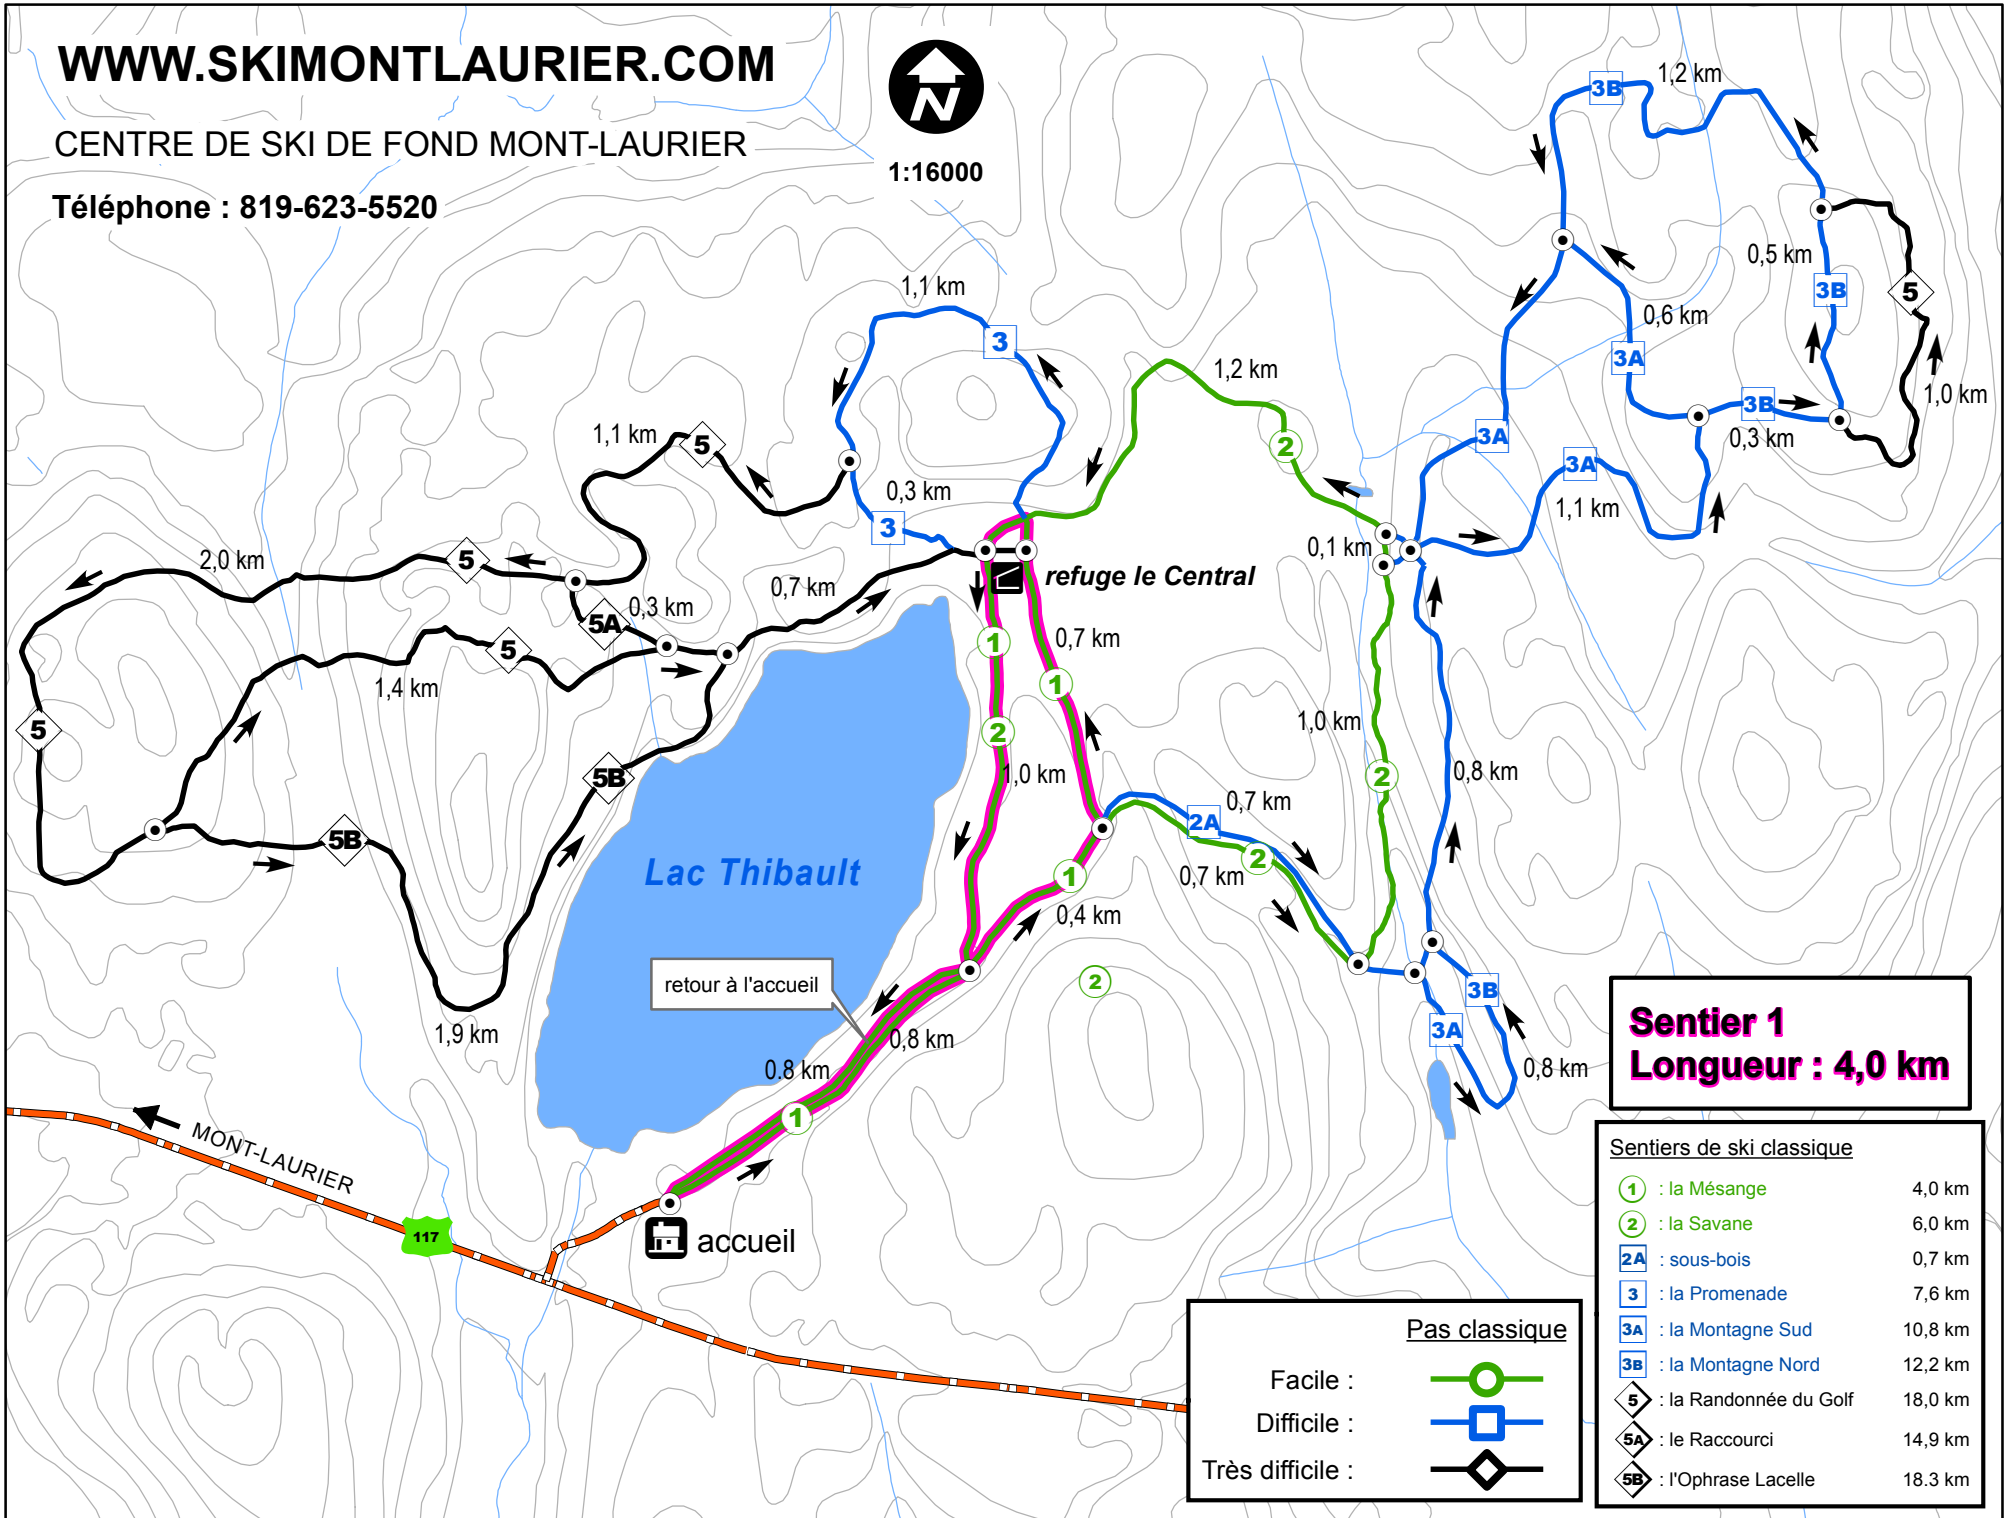 WWW.SKIMONTLAURIER.COM
CENTRE DE SKI DE FOND MONT-LAURIER
Téléphone : 819-623-5520
N
1:16000
3B
1,2 km
0,5 km
3B
5
0,6 km
3A
1,0 km
3B
0,3 km
3A
3A
1,1 km
1,1 km
3
1,2 km
2
1,1 km
5
0,3 km
3
0,1 km
2,0 km
5
0,7 km
refuge le Central
5A
0,3 km
5
1
0,7 km
1,4 km
1
5
2
1,0 km
5B
1,0 km
2
0,8 km
0,7 km
2A
5B
Lac Thibault
2
0,7 km
1
0,4 km
retour à l'accueil
2
3B
1,9 km
0,8 km
3A
0.8 km
0,8 km
1
MONT-LAURIER
117
accueil
Sentier 1
Longueur : 4,0 km
Sentiers de ski classique
1 : la Mésange 4,0 km
2 : la Savane 6,0 km
2A : sous-bois 0,7 km
3 : la Promenade 7,6 km
3A : la Montagne Sud 10,8 km
3B : la Montagne Nord 12,2 km
5 : la Randonnée du Golf 18,0 km
5A : le Raccourci 14,9 km
5B : l'Ophrase Lacelle 18.3 km
Pas classique
Facile :
Difficile :
Très difficile :